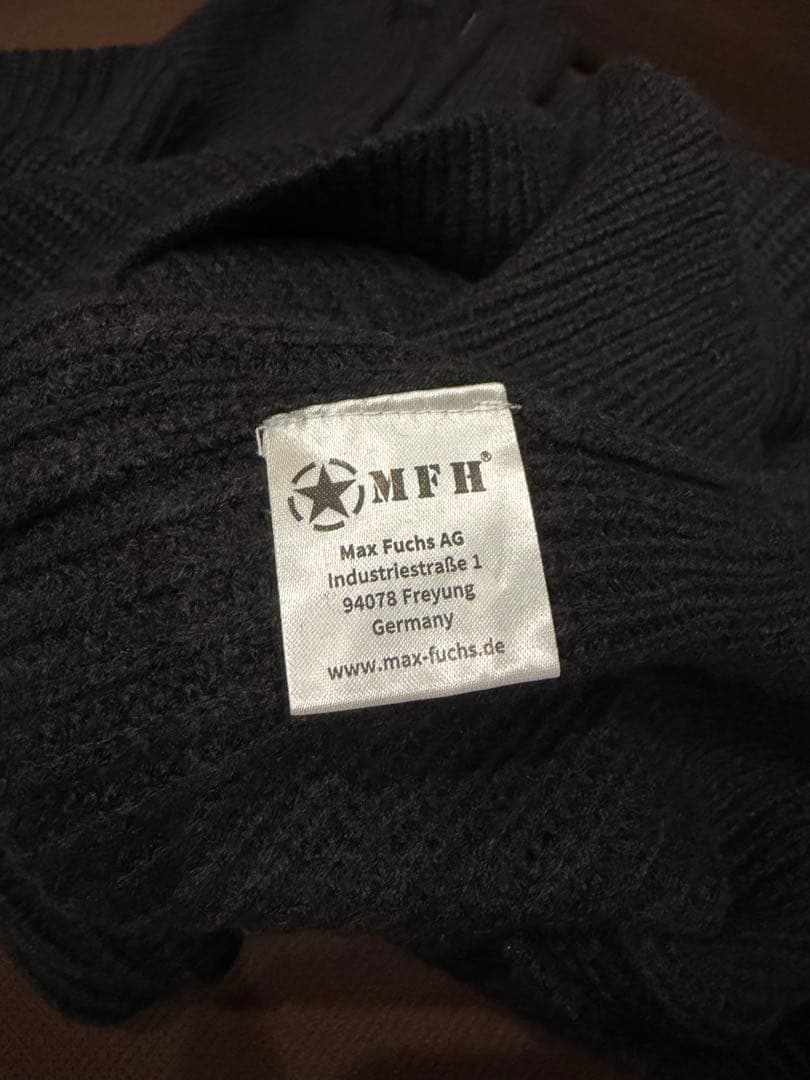 MFH®
Max Fuchs AG
Industriestraße 1
94078 Freyung
Germany
www.max-fuchs.de